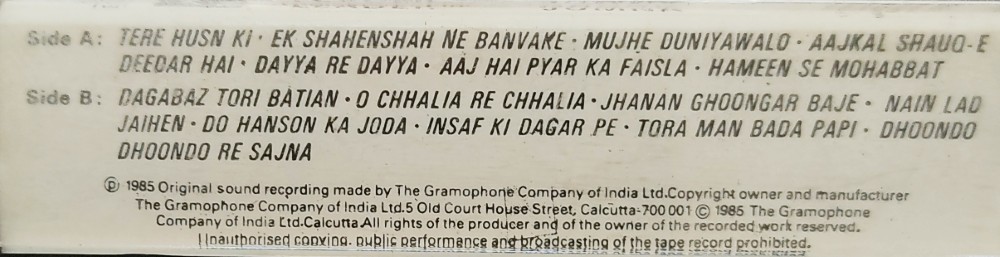 Side A: TERE HUSN KI • EK SHAHENSHAH NE BANVAKE • MUJHE DUNIYAWALO • AAJKAL SHAUQ-E
DEEDAR HAI • DAYYA RE DAYYA • AAJ HAI PYAR KA FAISLA • HAMEEN SE MOHABBAT
Side B: DAGABAZ TORI BATIAN • O CHHALIA RE CHHALIA • JHANAN GHOONGAR BAJE • NAIN LAD
JAIHEN • DO HANSON KA JODA • INSAF KI DAGAR PE • TORA MAN BADA PAPI • DHOONDO
DHOONDO RE SAJNA
℗ 1985 Original sound recording made by The Gramophone Company of India Ltd.Copyright owner and manufacturer
The Gramophone Company of India Ltd.5 Old Court House Street, Calcutta-700 001 © 1985 The Gramophone
Company of India Ltd.Calcutta.All rights of the producer and of the owner of the recorded work reserved.
Unauthorised copying, public performance and broadcasting of the tape record prohibited.